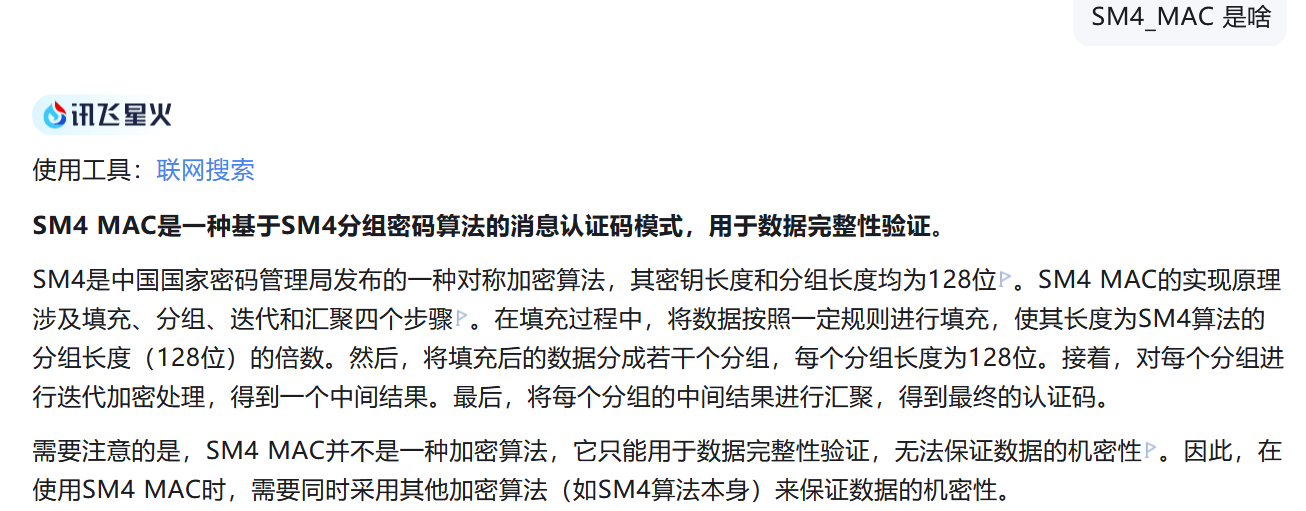 SM4_MAC 是啥
讯飞星火
使用工具：联网搜索
SM4 MAC是一种基于SM4分组密码算法的消息认证码模式，用于数据完整性验证。
SM4是中国国家密码管理局发布的一种对称加密算法，其密钥长度和分组长度均为128位。SM4 MAC的实现原理
涉及填充、分组、迭代和汇聚四个步骤。在填充过程中，将数据按照一定规则进行填充，使其长度为SM4算法的
分组长度（128位）的倍数。然后，将填充后的数据分成若干个分组，每个分组长度为128位。接着，对每个分组进
行迭代加密处理，得到一个中间结果。最后，将每个分组的中间结果进行汇聚，得到最终的认证码。
需要注意的是，SM4 MAC并不是一种加密算法，它只能用于数据完整性验证，无法保证数据的机密性。因此，在
使用SM4 MAC时，需要同时采用其他加密算法（如SM4算法本身）来保证数据的机密性。